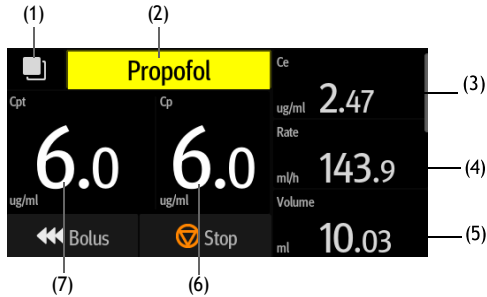 (1)
(2)
Propofol
Cpt
6.0
ug/ml
Cp
6.0
ug/ml
Ce
ug/ml 2.47
(3)
Rate
ml/h 143.9
(4)
Volume
ml 10.03
(5)
Bolus
Stop
(7)
(6)